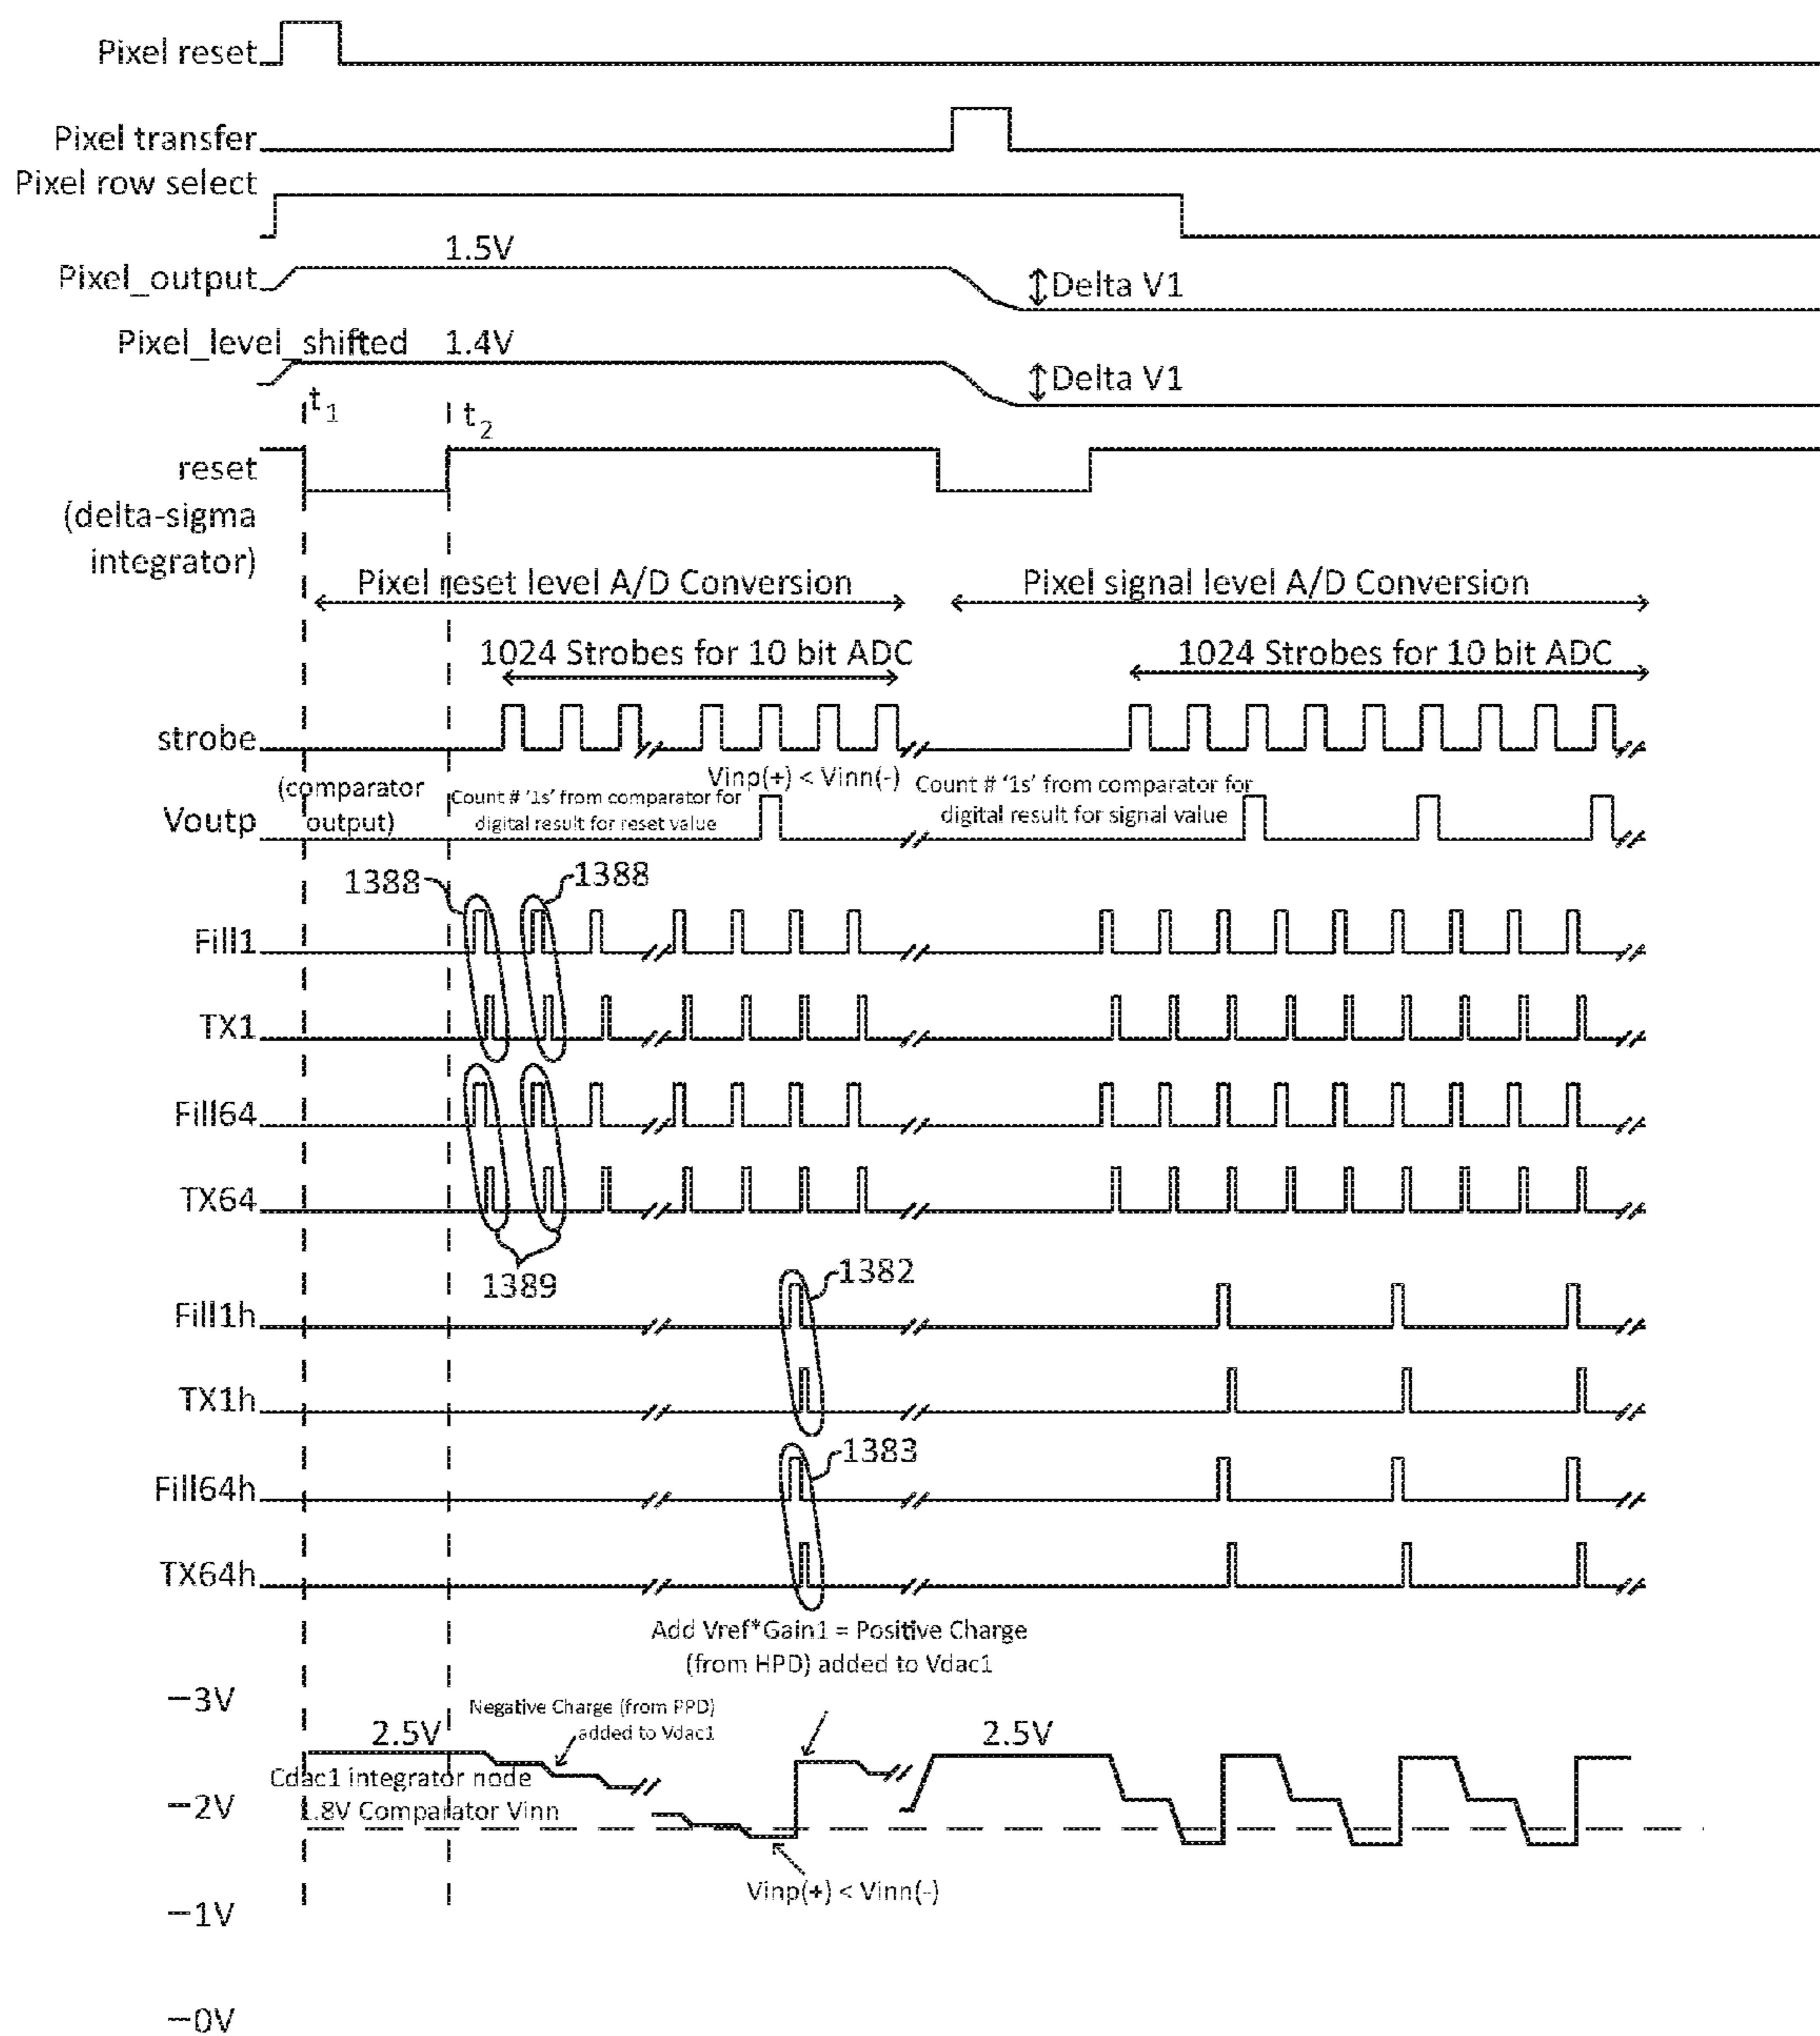 Pixel reset
Pixel transfer
Pixel row select
1.5V
Pixel_output
Delta V1
Pixel_level_shifted 1.4V
Delta V1
t1
t2
reset
(delta-sigma
integrator)
Pixel reset level A/D Conversion
Pixel signal level A/D Conversion
1024 Strobes for 10 bit ADC
1024 Strobes for 10 bit ADC
strobe
Vinp(+) < Vinn(-)
(comparator
output)
Count # '1s' from comparator for
digital result for reset value
Count # '1s' from comparator for
digital result for signal value
Voutp
1388
1388
Fill1
TX1
Fill64
TX64
1389
1382
Fill1h
TX1h
1383
Fill64h
TX64h
Add Vref*Gain1 = Positive Charge
(from HPD) added to Vdac1
−3V
Negative Charge (from PPD)
added to Vdac1
2.5V
2.5V
Cdac1 integrator node
−2V
1.8V Comparator Vinn
Vinp(+) < Vinn(-)
−1V
−0V